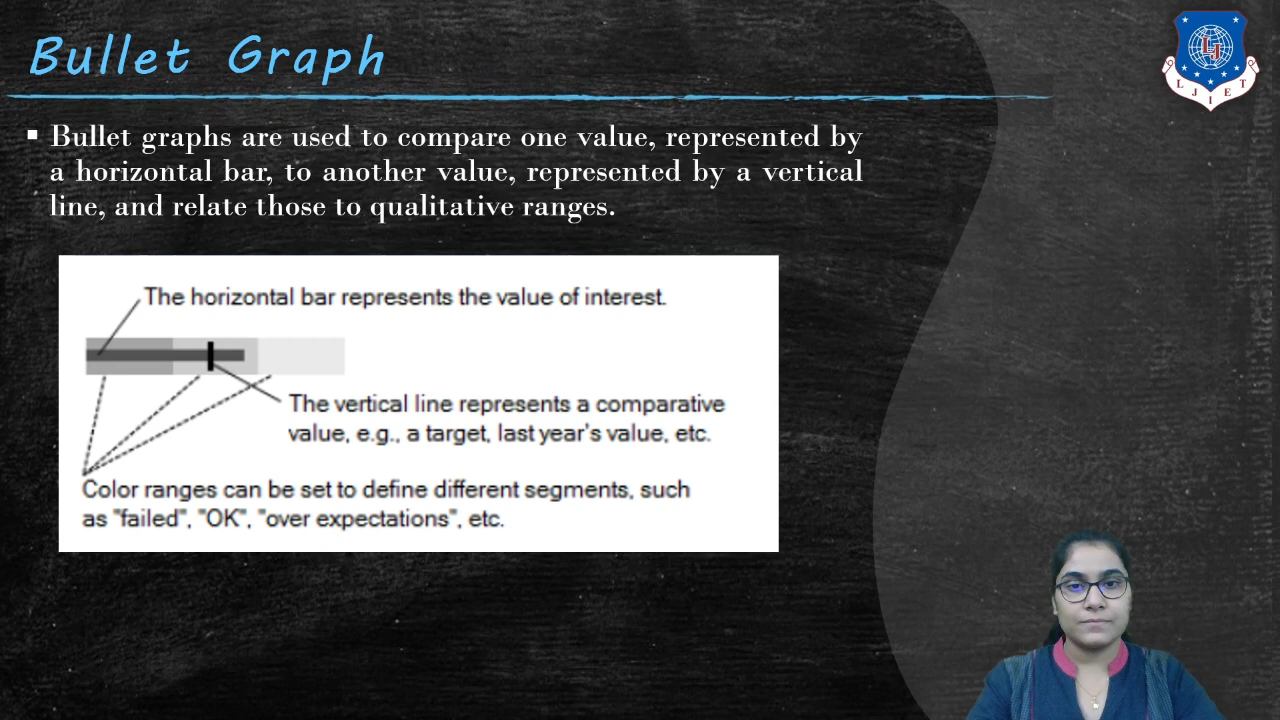 Bullet Graph
Bullet graphs are used to compare one value, represented by
a horizontal bar, to another value, represented by a vertical
line, and relate those to qualitative ranges.
The horizontal bar represents the value of interest.
The vertical line represents a comparative
value, e.g., a target, last year's value, etc.
Color ranges can be set to define different segments, such
as "failed", "OK", "over expectations", etc.
LJ
LJIET